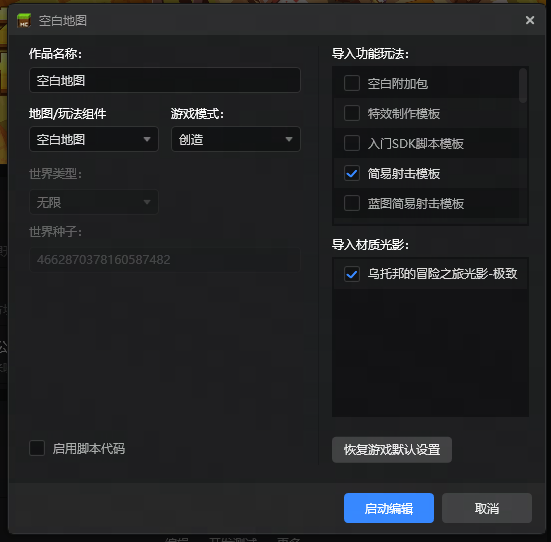 空白地图
作品名称:
空白地图
地图/玩法组件
游戏模式:
空白地图
创造
世界类型:
无限
世界种子:
4662870378160587482
启用脚本代码
导入功能玩法:
空白附加包
特效制作模板
入门SDK脚本模板
简易射击模板
蓝图简易射击模板
导入材质光影:
乌托邦的冒险之旅光影-极致
恢复游戏默认设置
启动编辑
取消